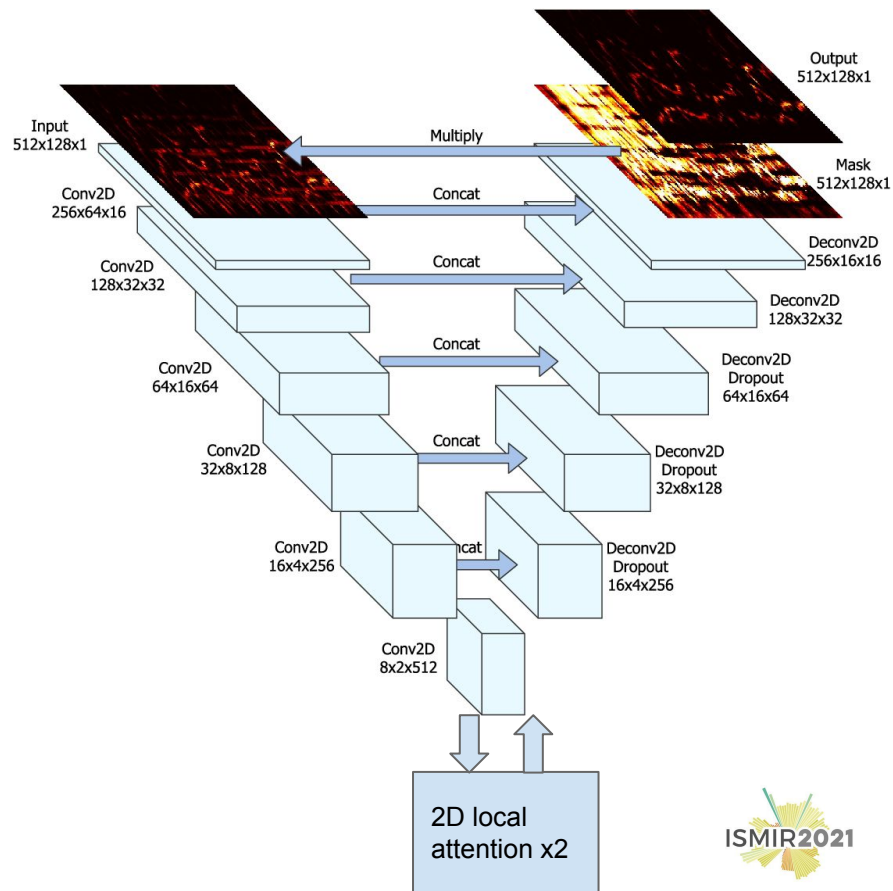 Output
512x128x1
Input
512x128x1
Multiply
Mask
512x128x1
Conv2D
256x64x16
Concat
Deconv2D
256x16x16
Conv2D
128x32x32
Concat
Deconv2D
128x32x32
Conv2D
64x16x64
Concat
Deconv2D
Dropout
64x16x64
Conv2D
32x8x128
Concat
Deconv2D
Dropout
32x8x128
Conv2D
16x4x256
ncat
Deconv2D
Dropout
16x4x256
Conv2D
8x2x512
2D local
attention x2
ISMIR2021